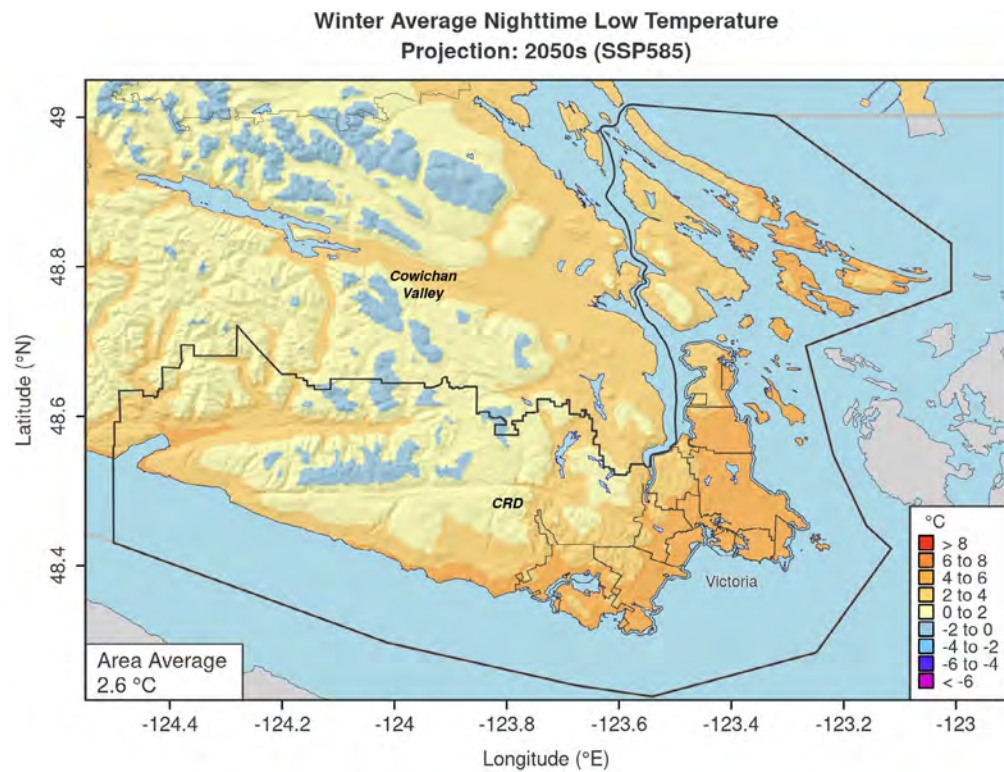 Winter Average Nighttime Low Temperature
Projection: 2050s (SSP585)
49
48.8
48.6
48.4
Latitude (°N)
Cowichan
Valley
CRD
Victoria
°C
> 8
6 to 8
4 to 6
2 to 4
0 to 2
-2 to 0
-4 to -2
-6 to -4
< -6
Area Average
2.6 °C
-124.4
-124.2
-124
-123.8
-123.6
-123.4
-123.2
-123
Longitude (°E)